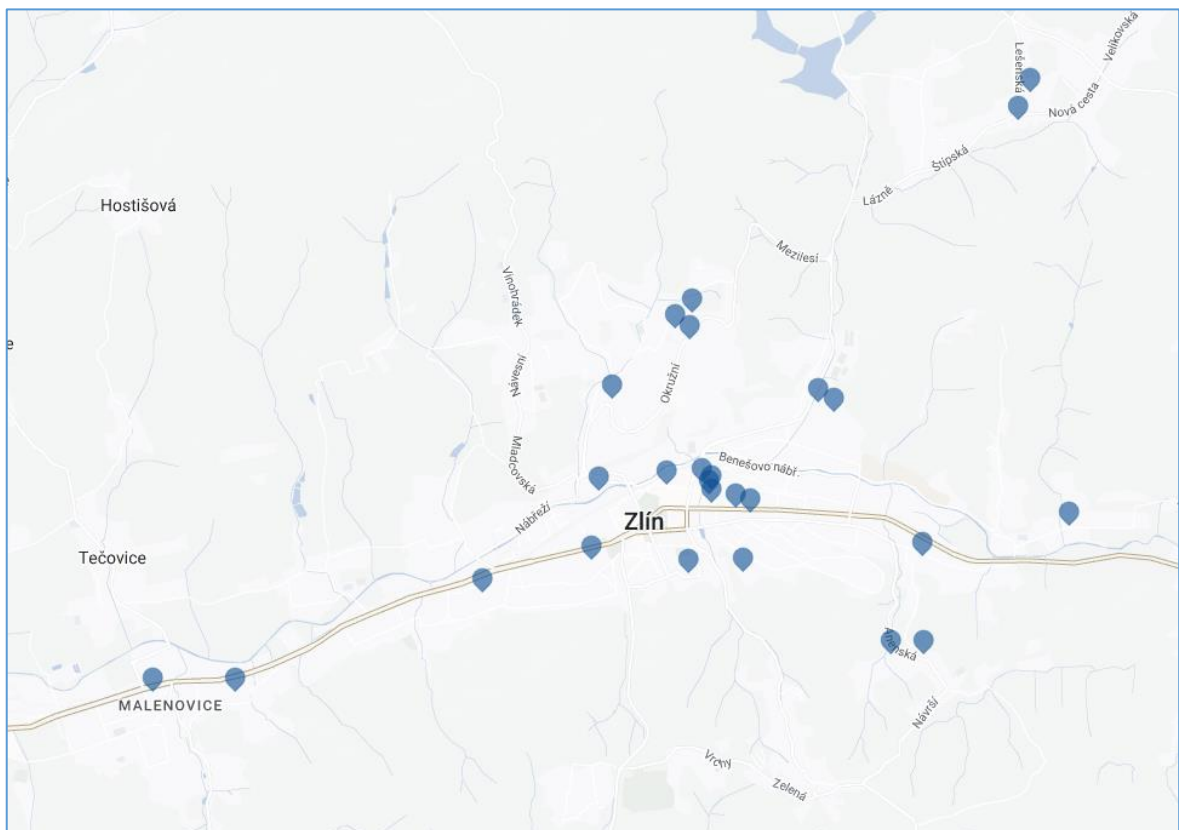 Lešenská
Velíkovská
Nová cesta
Štípská
Lázně
Hostišová
Mezilesí
Vinohrádek
e
Návesní
Okružní
Mladcovská
Benešovo nábř.
Nábřeží
Zlín
Tečovice
Anenská
MALENOVICE
Návrší
Vrchy
Zelená